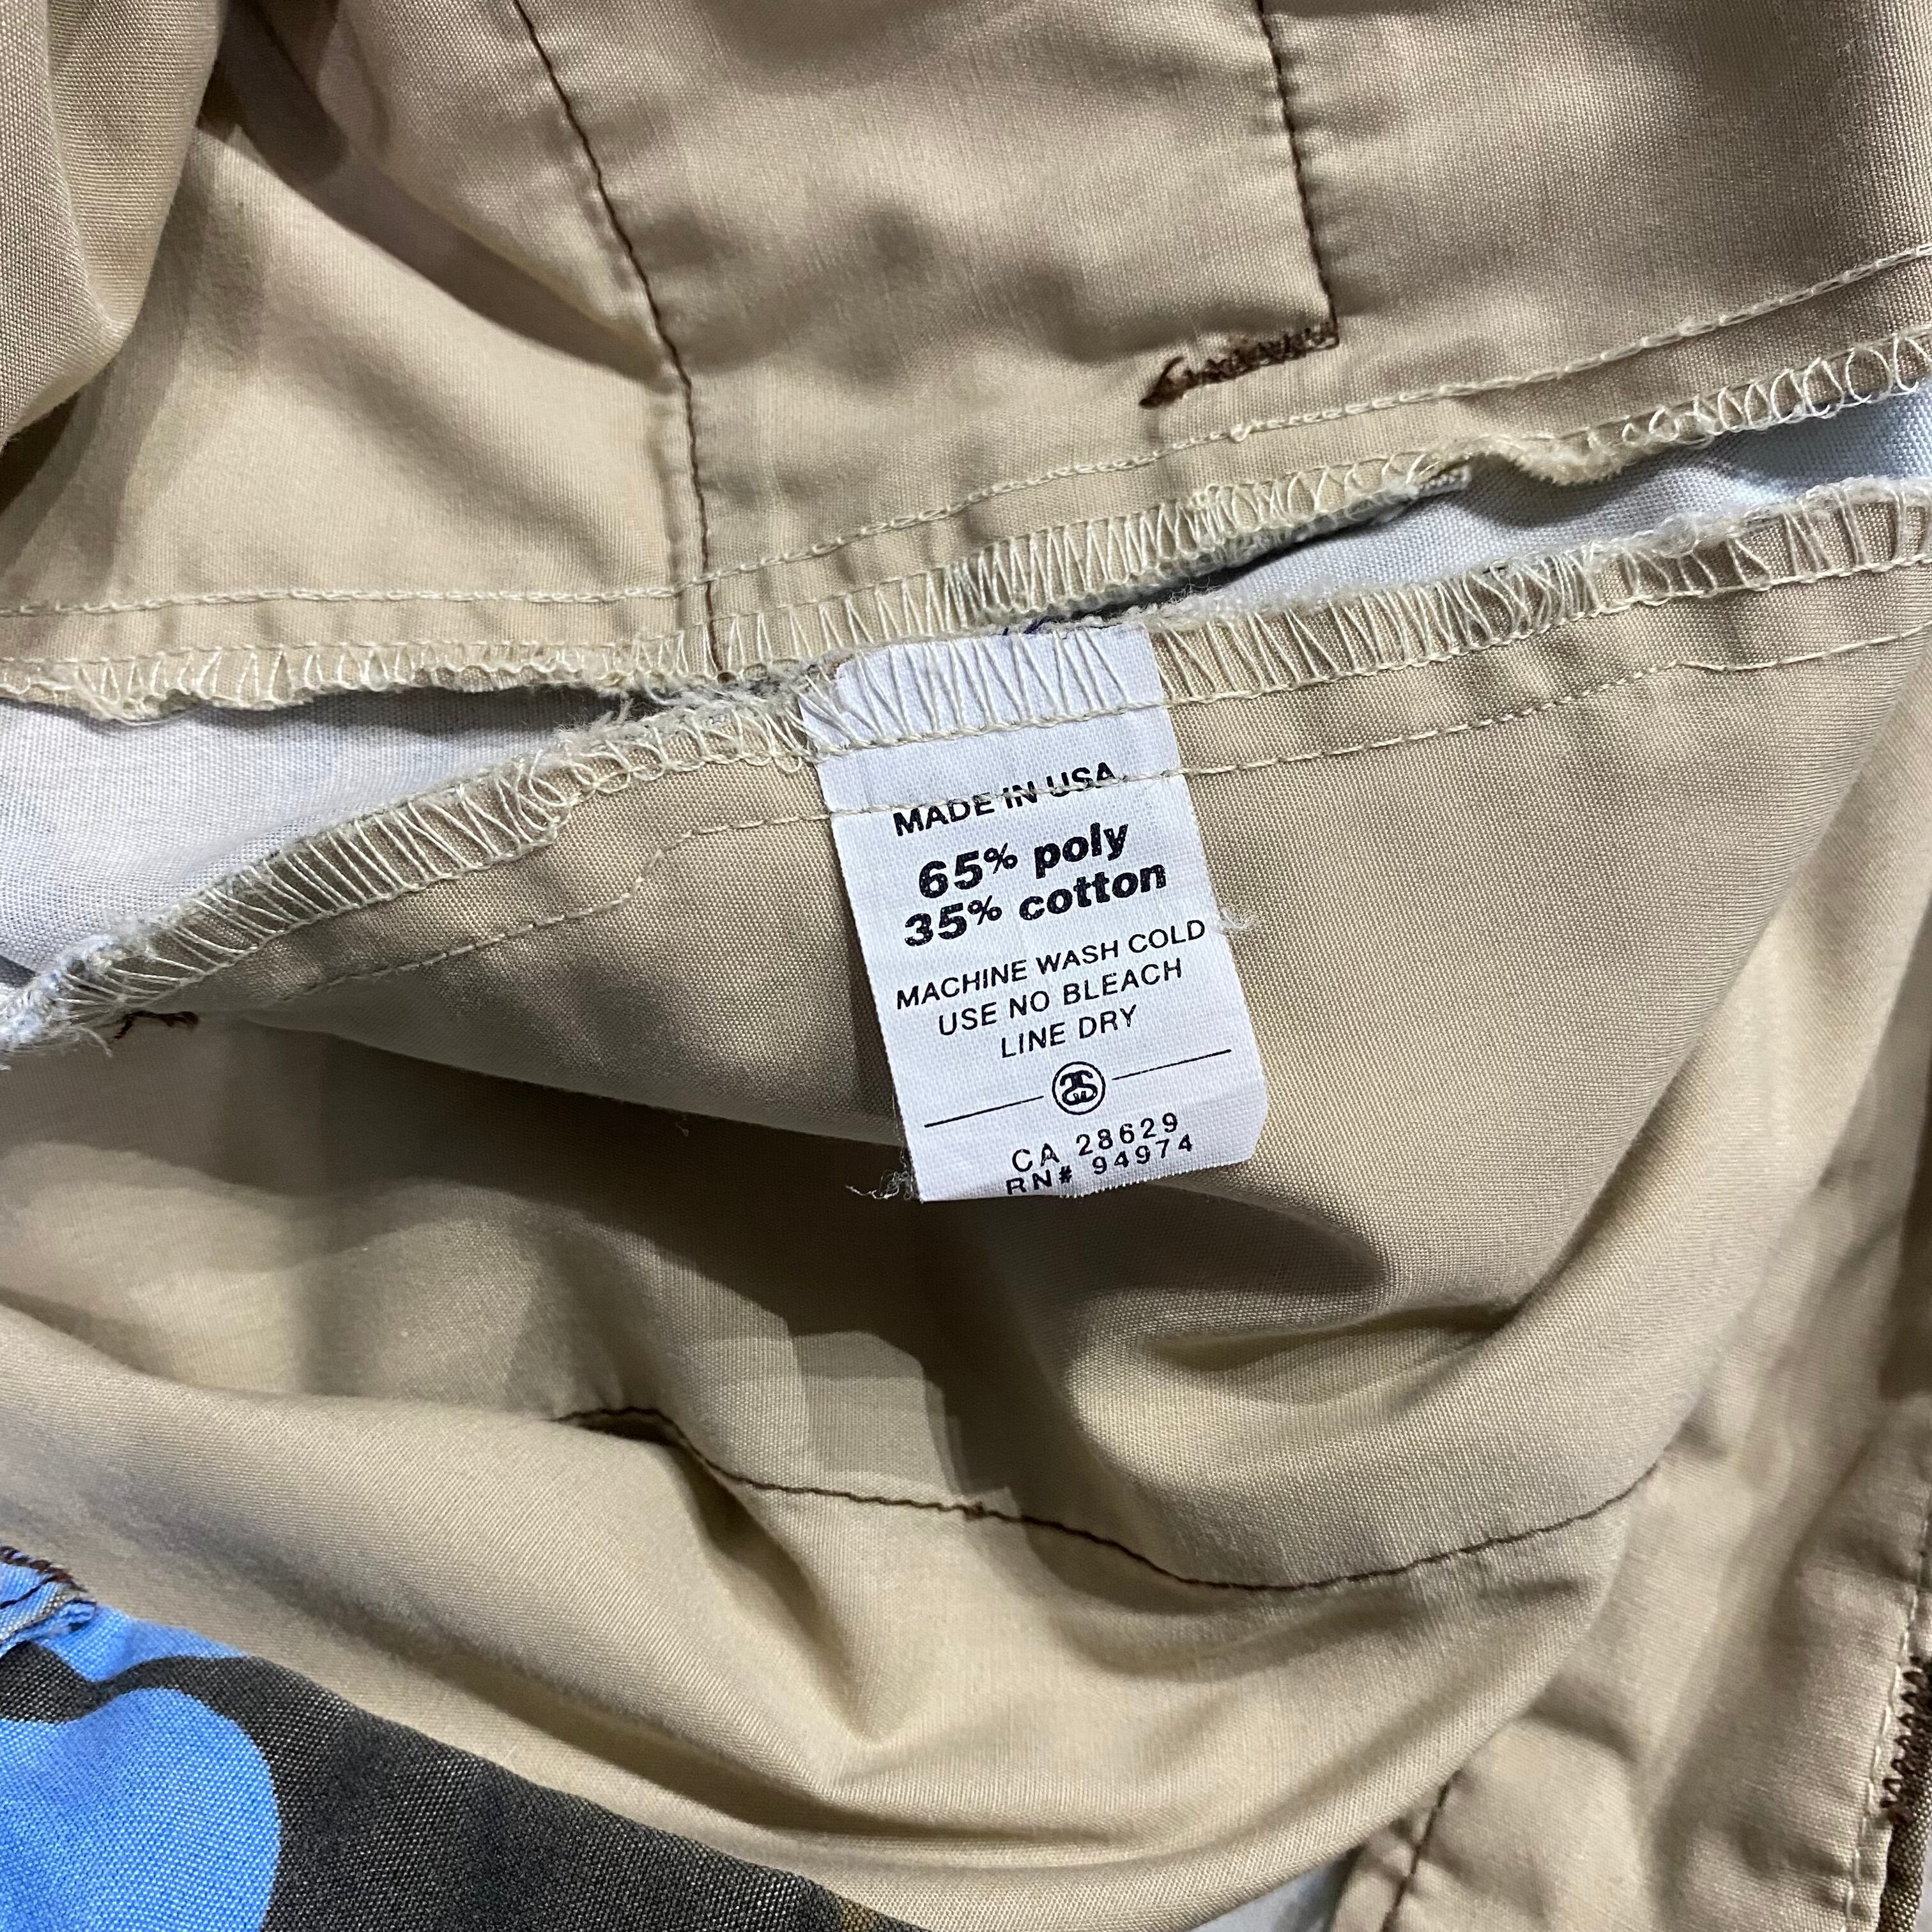 MADE IN USA
65% poly
35% cotton
MACHINE WASH COLD
USE NO BLEACH
LINE DRY
CA 28629
RN# 94974